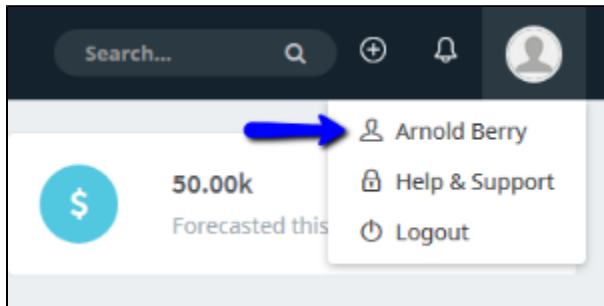 Search...
Arnold Berry
50.00k
Help & Support
Forecasted this
Logout
$